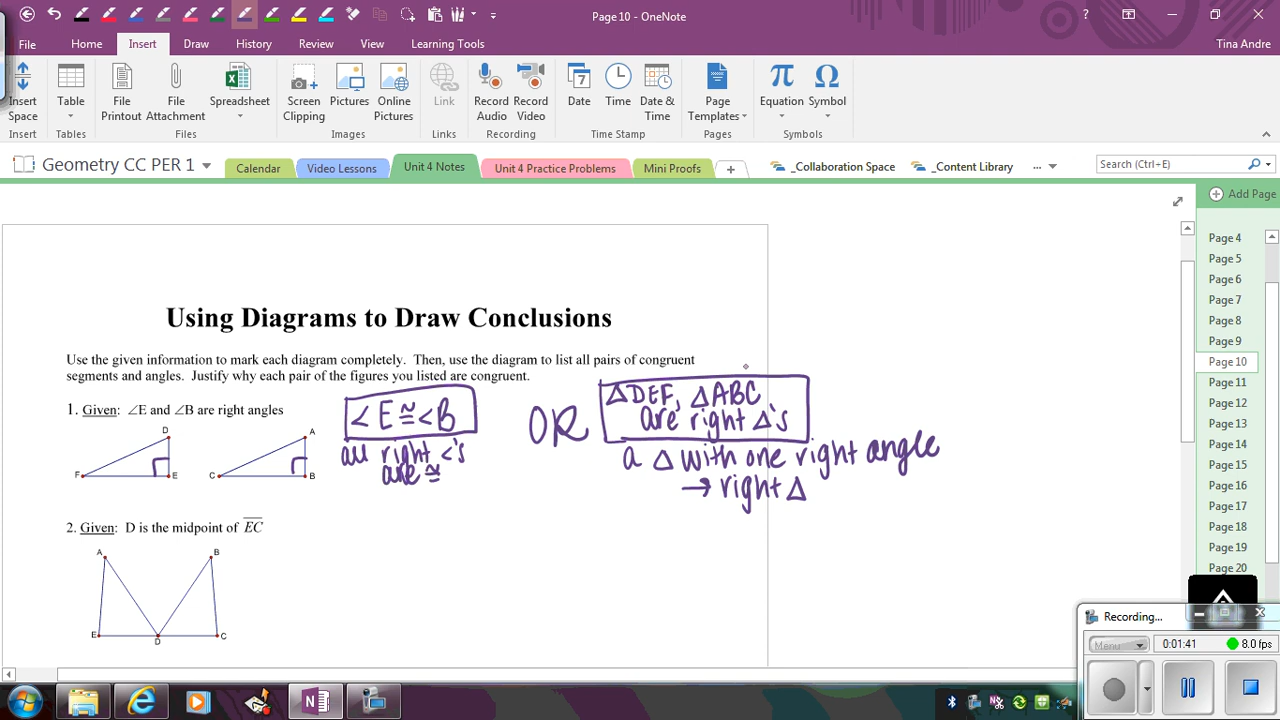 Page 10 - OneNote
?
Tina Andre
File Home Insert Draw History Review View Learning Tools
Insert Space
Table
File Printout
File Attachment
Spreadsheet
Screen Clipping
Pictures
Online Pictures
Link
Record Audio
Record Video
Date
Time
Date & Time
Page Templates
π Equation
Ω Symbol
Insert Tables Files Images Links Recording Time Stamp Pages Symbols
Geometry CC PER 1
Calendar Video Lessons Unit 4 Notes Unit 4 Practice Problems Mini Proofs + _Collaboration Space _Content Library ...
Search (Ctrl+E)
Add Page
Page 4
Page 5
Page 6
Page 7
Page 8
Page 9
Page 10
Page 11
Page 12
Page 13
Page 14
Page 15
Page 16
Page 17
Page 18
Page 19
Page 20
Using Diagrams to Draw Conclusions
Use the given information to mark each diagram completely. Then, use the diagram to list all pairs of congruent
segments and angles. Justify why each pair of the figures you listed are congruent.
1. Given: ∠E and ∠B are right angles
D
F E
A
C B
∠E ≅ ∠B
all right <'s
are ≅
OR
ΔDEF, ΔABC
are right Δ's
a Δ with one right angle
→ right Δ
2. Given: D is the midpoint of EC
A B
E D C
Recording...
Menu 0:01:41 8.0 fps